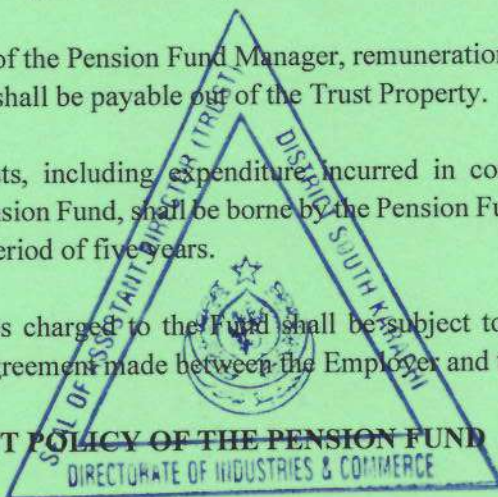 of the Pension Fund Manager, remuneration
shall be payable out of the Trust Property.
sts, including expenditure incurred in co
nsion Fund, shall be borne by the Pension Fu
eriod of five years.
s charged to the Fund shall be subject to
greement made between the Employer and
T POLICY OF THE PENSION FUND
SEAL OF ASSISTANT DIRECTOR (TRUST)
DISTRICT SOUTH KARACHI
DIRECTORATE OF INDUSTRIES & COMMERCE